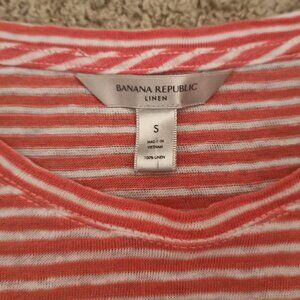 BANANA REPUBLIC
LINEN
S
MADE IN
VIETNAM
100% LINEN